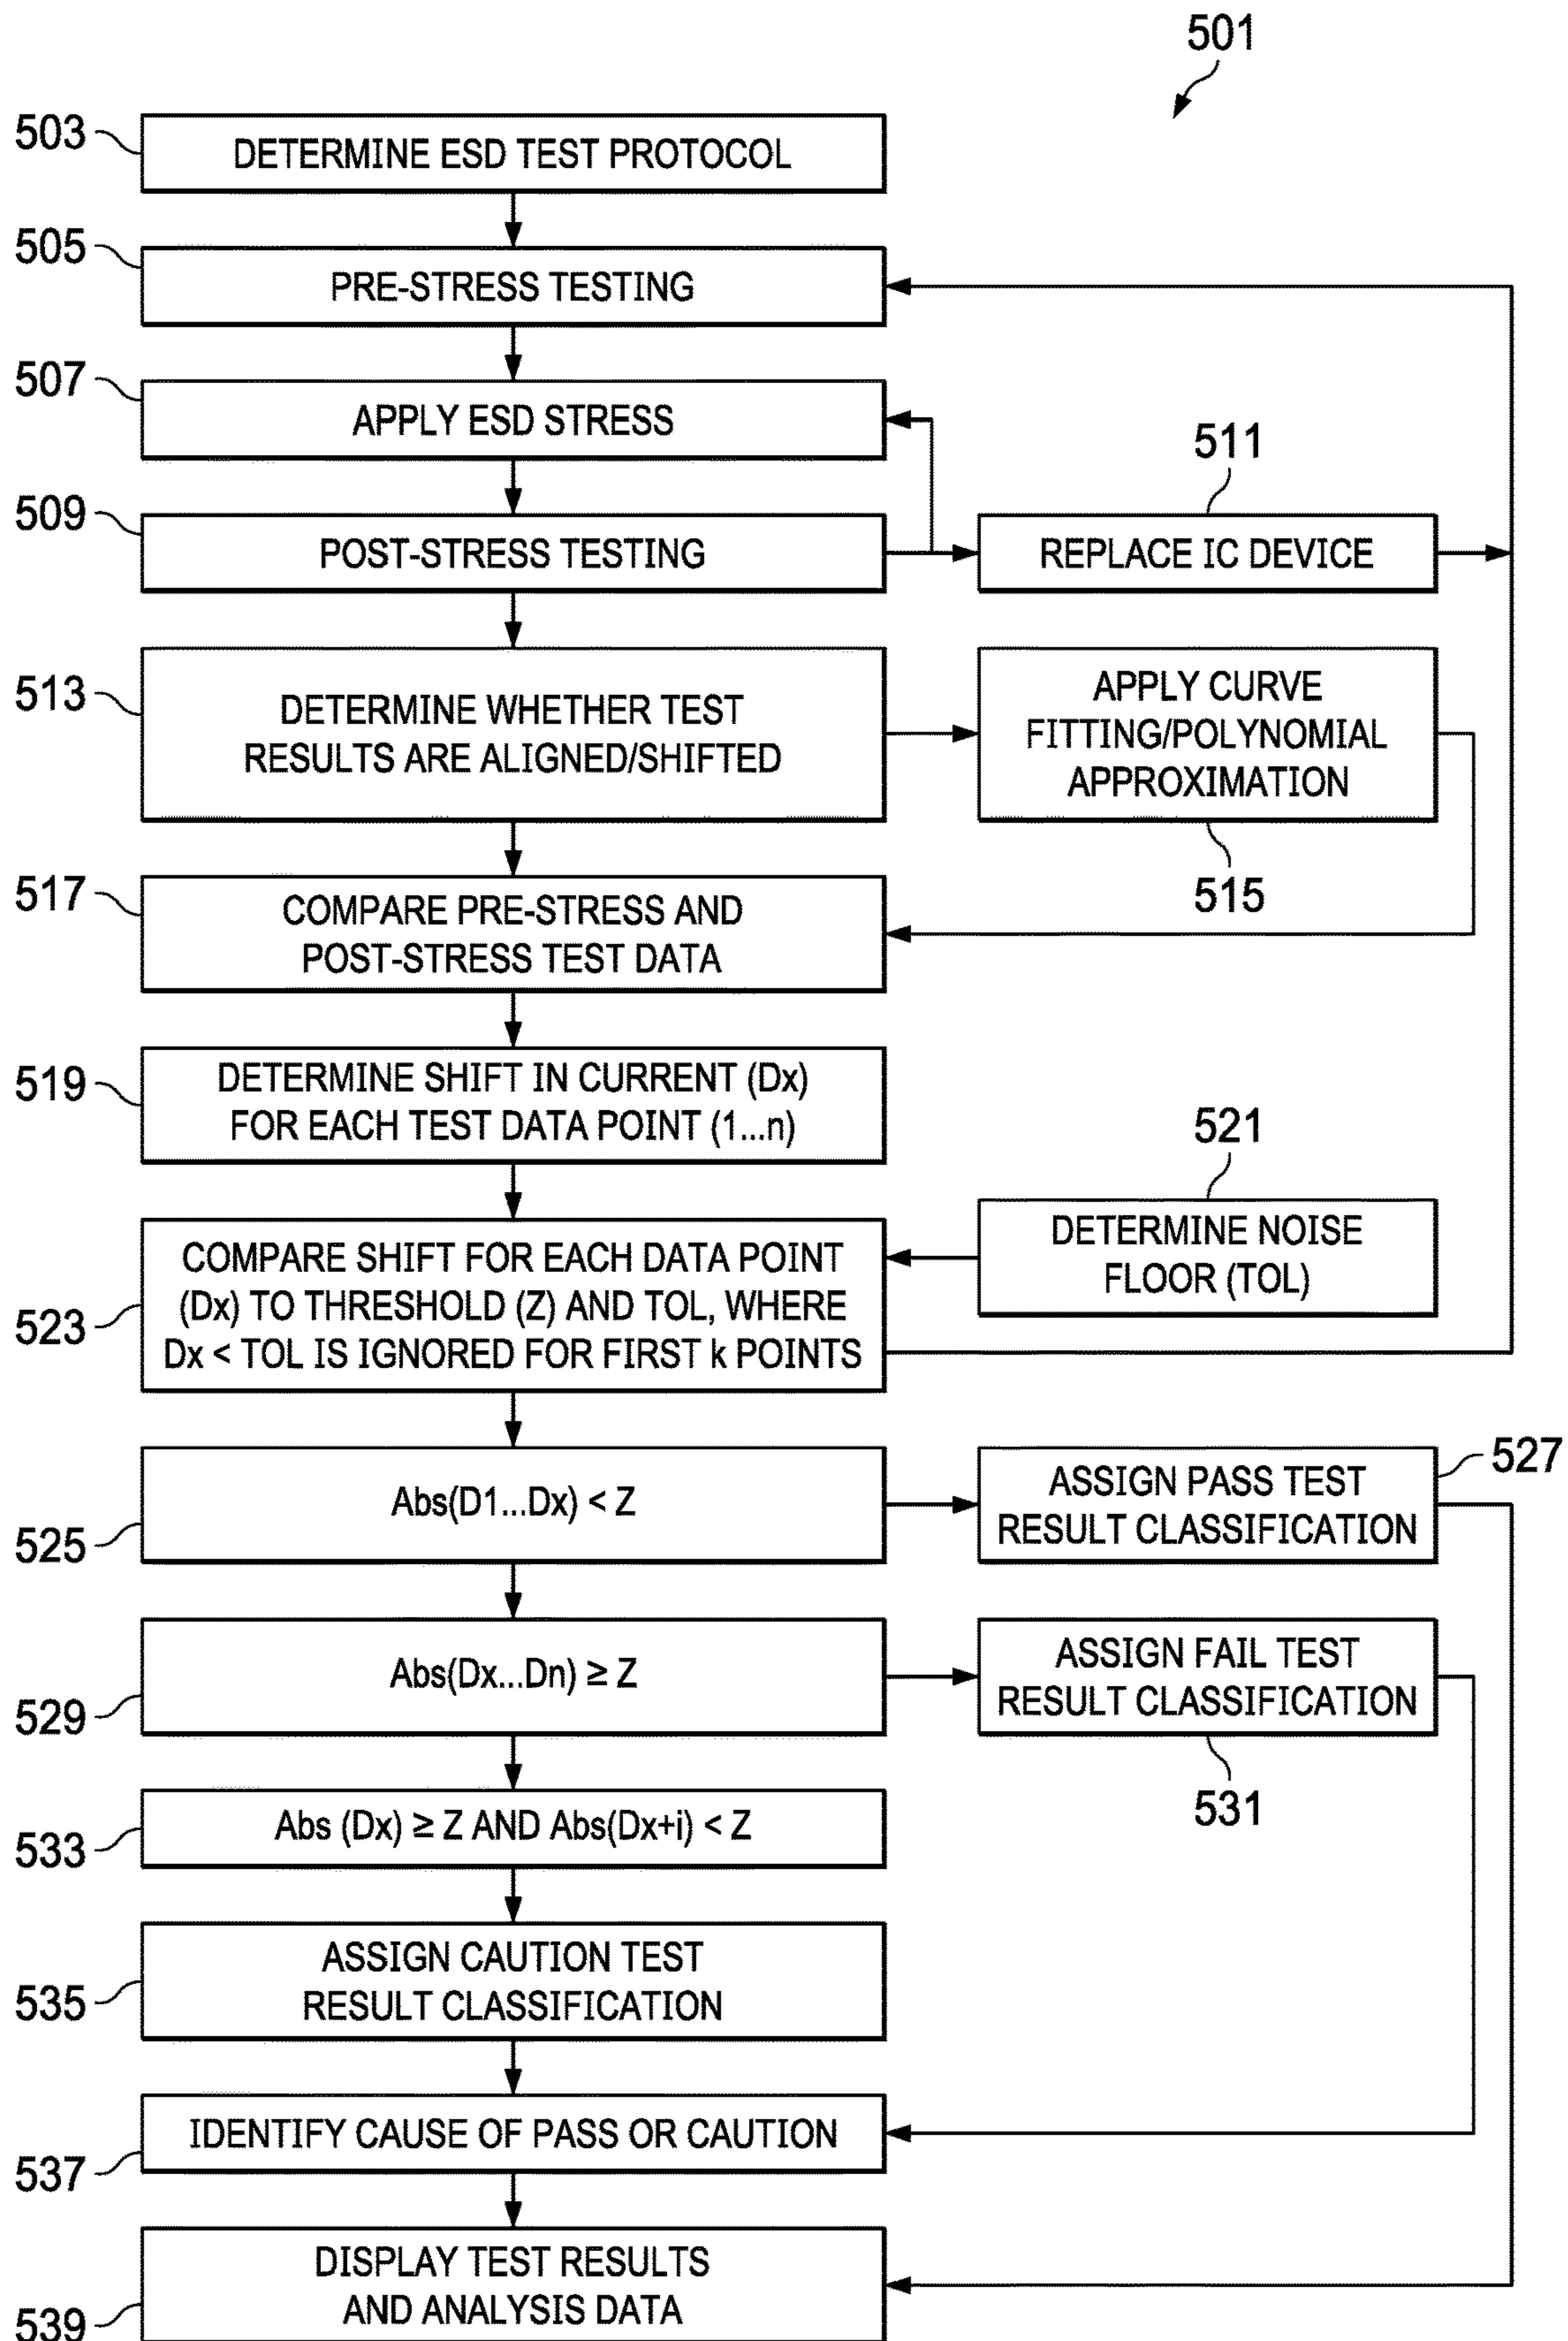 501
503
DETERMINE ESD TEST PROTOCOL
505
PRE-STRESS TESTING
507
APPLY ESD STRESS
511
509
POST-STRESS TESTING
REPLACE IC DEVICE
513
DETERMINE WHETHER TEST
RESULTS ARE ALIGNED/SHIFTED
APPLY CURVE
FITTING/POLYNOMIAL
APPROXIMATION
515
517
COMPARE PRE-STRESS AND
POST-STRESS TEST DATA
519
DETERMINE SHIFT IN CURRENT (Dx)
FOR EACH TEST DATA POINT (1...n)
521
DETERMINE NOISE
FLOOR (TOL)
523
COMPARE SHIFT FOR EACH DATA POINT
(Dx) TO THRESHOLD (Z) AND TOL, WHERE
Dx < TOL IS IGNORED FOR FIRST k POINTS
525
Abs(D1...Dx) < Z
ASSIGN PASS TEST
RESULT CLASSIFICATION
527
529
Abs(Dx...Dn) ≥ Z
ASSIGN FAIL TEST
RESULT CLASSIFICATION
531
533
Abs (Dx) ≥ Z AND Abs(Dx+i) < Z
535
ASSIGN CAUTION TEST
RESULT CLASSIFICATION
537
IDENTIFY CAUSE OF PASS OR CAUTION
539
DISPLAY TEST RESULTS
AND ANALYSIS DATA